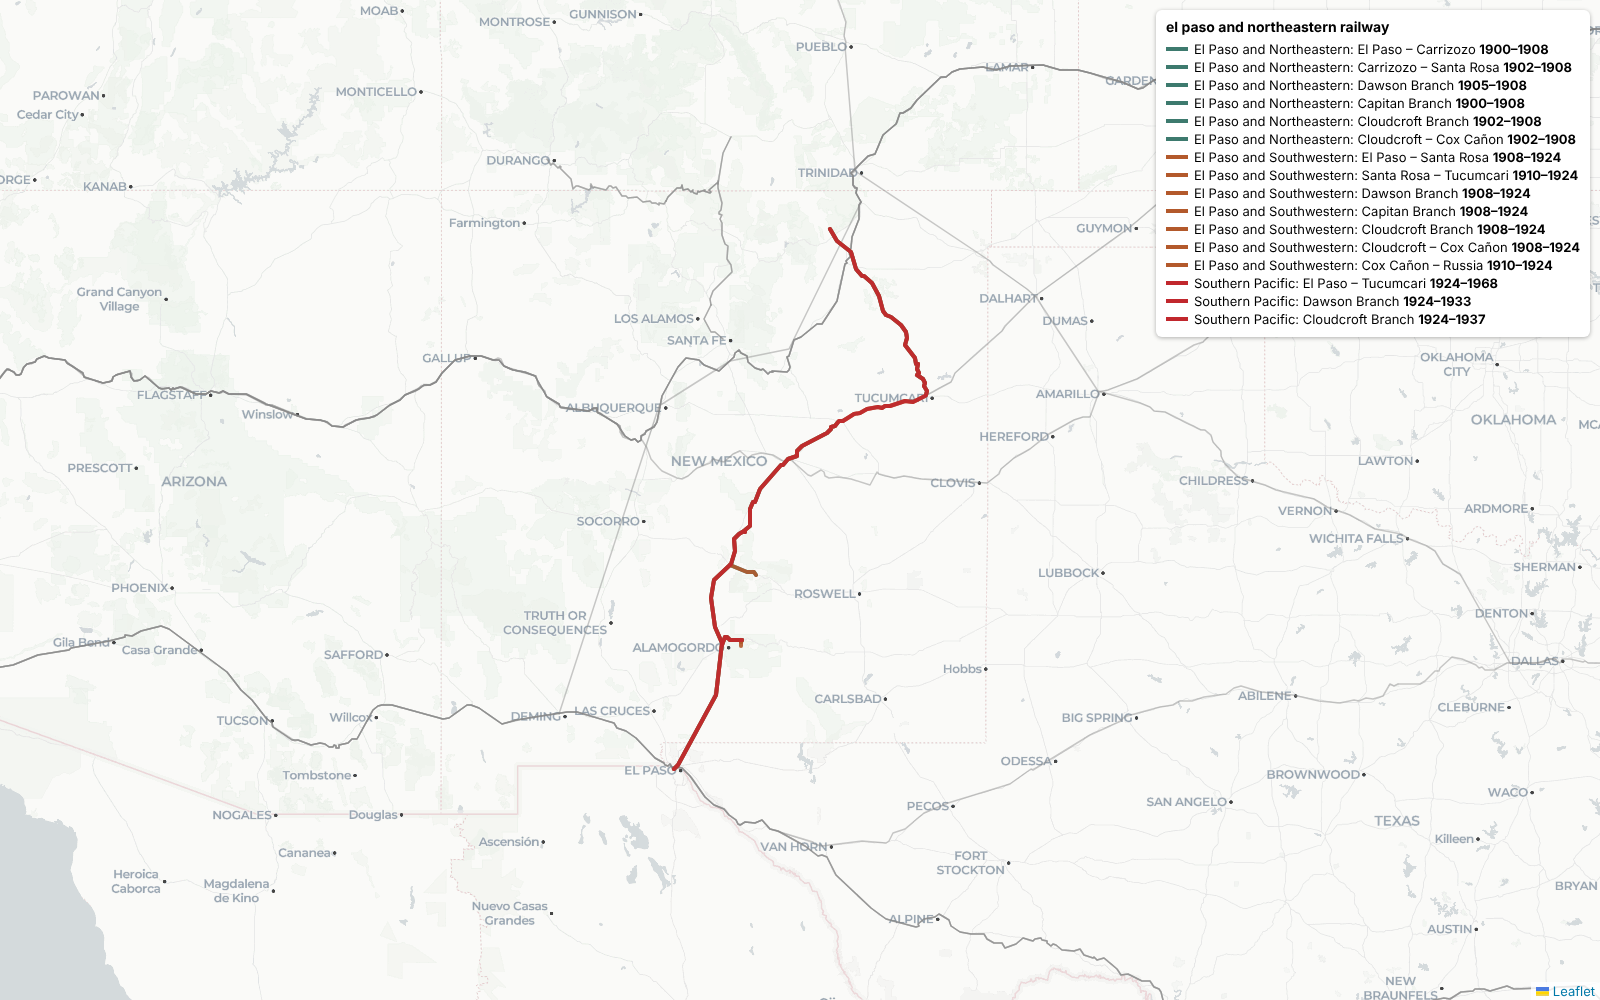 el paso and northeastern railway
El Paso and Northeastern: El Paso – Carrizozo 1900–1908
El Paso and Northeastern: Carrizozo – Santa Rosa 1902–1908
El Paso and Northeastern: Dawson Branch 1905–1908
El Paso and Northeastern: Capitan Branch 1900–1908
El Paso and Northeastern: Cloudcroft Branch 1902–1908
El Paso and Northeastern: Cloudcroft – Cox Cañon 1902–1908
El Paso and Southwestern: El Paso – Santa Rosa 1908–1924
El Paso and Southwestern: Santa Rosa – Tucumcari 1910–1924
El Paso and Southwestern: Dawson Branch 1908–1924
El Paso and Southwestern: Capitan Branch 1908–1924
El Paso and Southwestern: Cloudcroft Branch 1908–1924
El Paso and Southwestern: Cloudcroft – Cox Cañon 1908–1924
El Paso and Southwestern: Cox Cañon – Russia 1910–1924
Southern Pacific: El Paso – Tucumcari 1924–1968
Southern Pacific: Dawson Branch 1924–1933
Southern Pacific: Cloudcroft Branch 1924–1937
MOAB
MONTROSE
GUNNISON
PUEBLO
LAMAR
GARDEN
PAROWAN
Cedar City
MONTICELLO
DURANGO
TRINIDAD
ORGE
KANAB
Farmington
GUYMON
Grand Canyon
Village
LOS ALAMOS
SANTA FE
DALHART
DUMAS
GALLUP
OKLAHOMA
CITY
FLAGSTAFF
Winslow
ALBUQUERQUE
TUCUMCARI
AMARILLO
OKLAHOMA
HEREFORD
PRESCOTT
ARIZONA
NEW MEXICO
CLOVIS
CHILDRESS
LAWTON
SOCORRO
VERNON
ARDMORE
WICHITA FALLS
PHOENIX
ROSWELL
LUBBOCK
SHERMAN
TRUTH OR
CONSEQUENCES
DENTON
Gila Bend
Casa Grande
SAFFORD
ALAMOGORDO
Hobbs
DALLAS
TUCSON
Willcox
DEMING
LAS CRUCES
CARLSBAD
BIG SPRING
ABILENE
CLEBURNE
Tombstone
EL PASO
ODESSA
BROWNWOOD
WACO
NOGALES
Douglas
PECOS
SAN ANGELO
TEXAS
Cananea
Ascensión
VAN HORN
FORT
STOCKTON
Killeen
Heroica
Caborca
Magdalena
de Kino
Nuevo Casas
Grandes
BRYAN
ALPINE
AUSTIN
NEW
BRAUNFELS
Leaflet